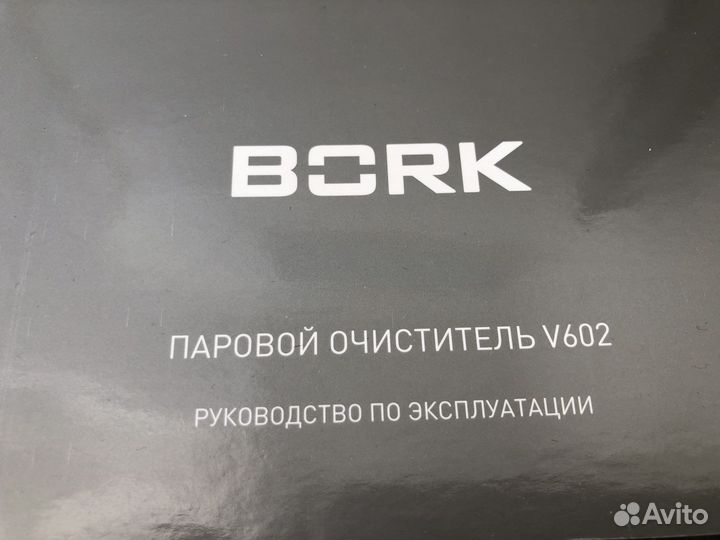 BORK
ПАРОВОЙ ОЧИСТИТЕЛЬ V602
РУКОВОДСТВО ПО ЭКСПЛУАТАЦИИ
Avito